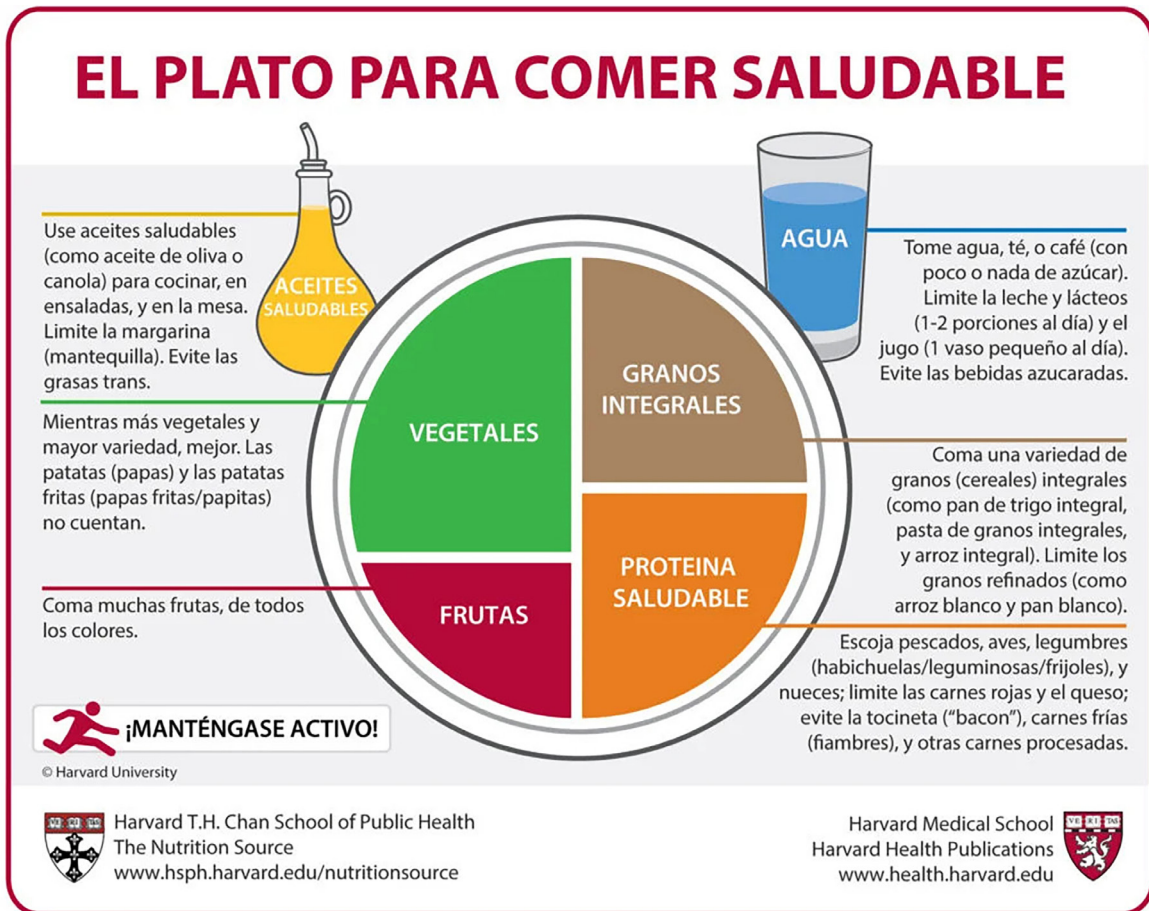 EL PLATO PARA COMER SALUDABLE
Use aceites saludables
(como aceite de oliva o
canola) para cocinar, en
ensaladas, y en la mesa.
Limite la margarina
(mantequilla). Evite las
grasas trans.
ACEITES
SALUDABLES
AGUA
Tome agua, té, o café (con
poco o nada de azúcar).
Limite la leche y lácteos
(1-2 porciones al día) y el
jugo (1 vaso pequeño al día).
Evite las bebidas azucaradas.
Mientras más vegetales y
mayor variedad, mejor. Las
patatas (papas) y las patatas
fritas (papas fritas/papitas)
no cuentan.
VEGETALES
GRANOS
INTEGRALES
Coma una variedad de
granos (cereales) integrales
(como pan de trigo integral,
pasta de granos integrales,
y arroz integral). Limite los
granos refinados (como
arroz blanco y pan blanco).
Coma muchas frutas, de todos
los colores.
FRUTAS
PROTEINA
SALUDABLE
Escoja pescados, aves, legumbres
(habichuelas/leguminosas/frijoles), y
nueces; limite las carnes rojas y el queso;
evite la tocineta (“bacon”), carnes frías
(fiambres), y otras carnes procesadas.
¡MANTÉNGASE ACTIVO!
© Harvard University
VE RI TAS
Harvard T.H. Chan School of Public Health
The Nutrition Source
www.hsph.harvard.edu/nutritionsource
Harvard Medical School
Harvard Health Publications
www.health.harvard.edu
VE RI TAS